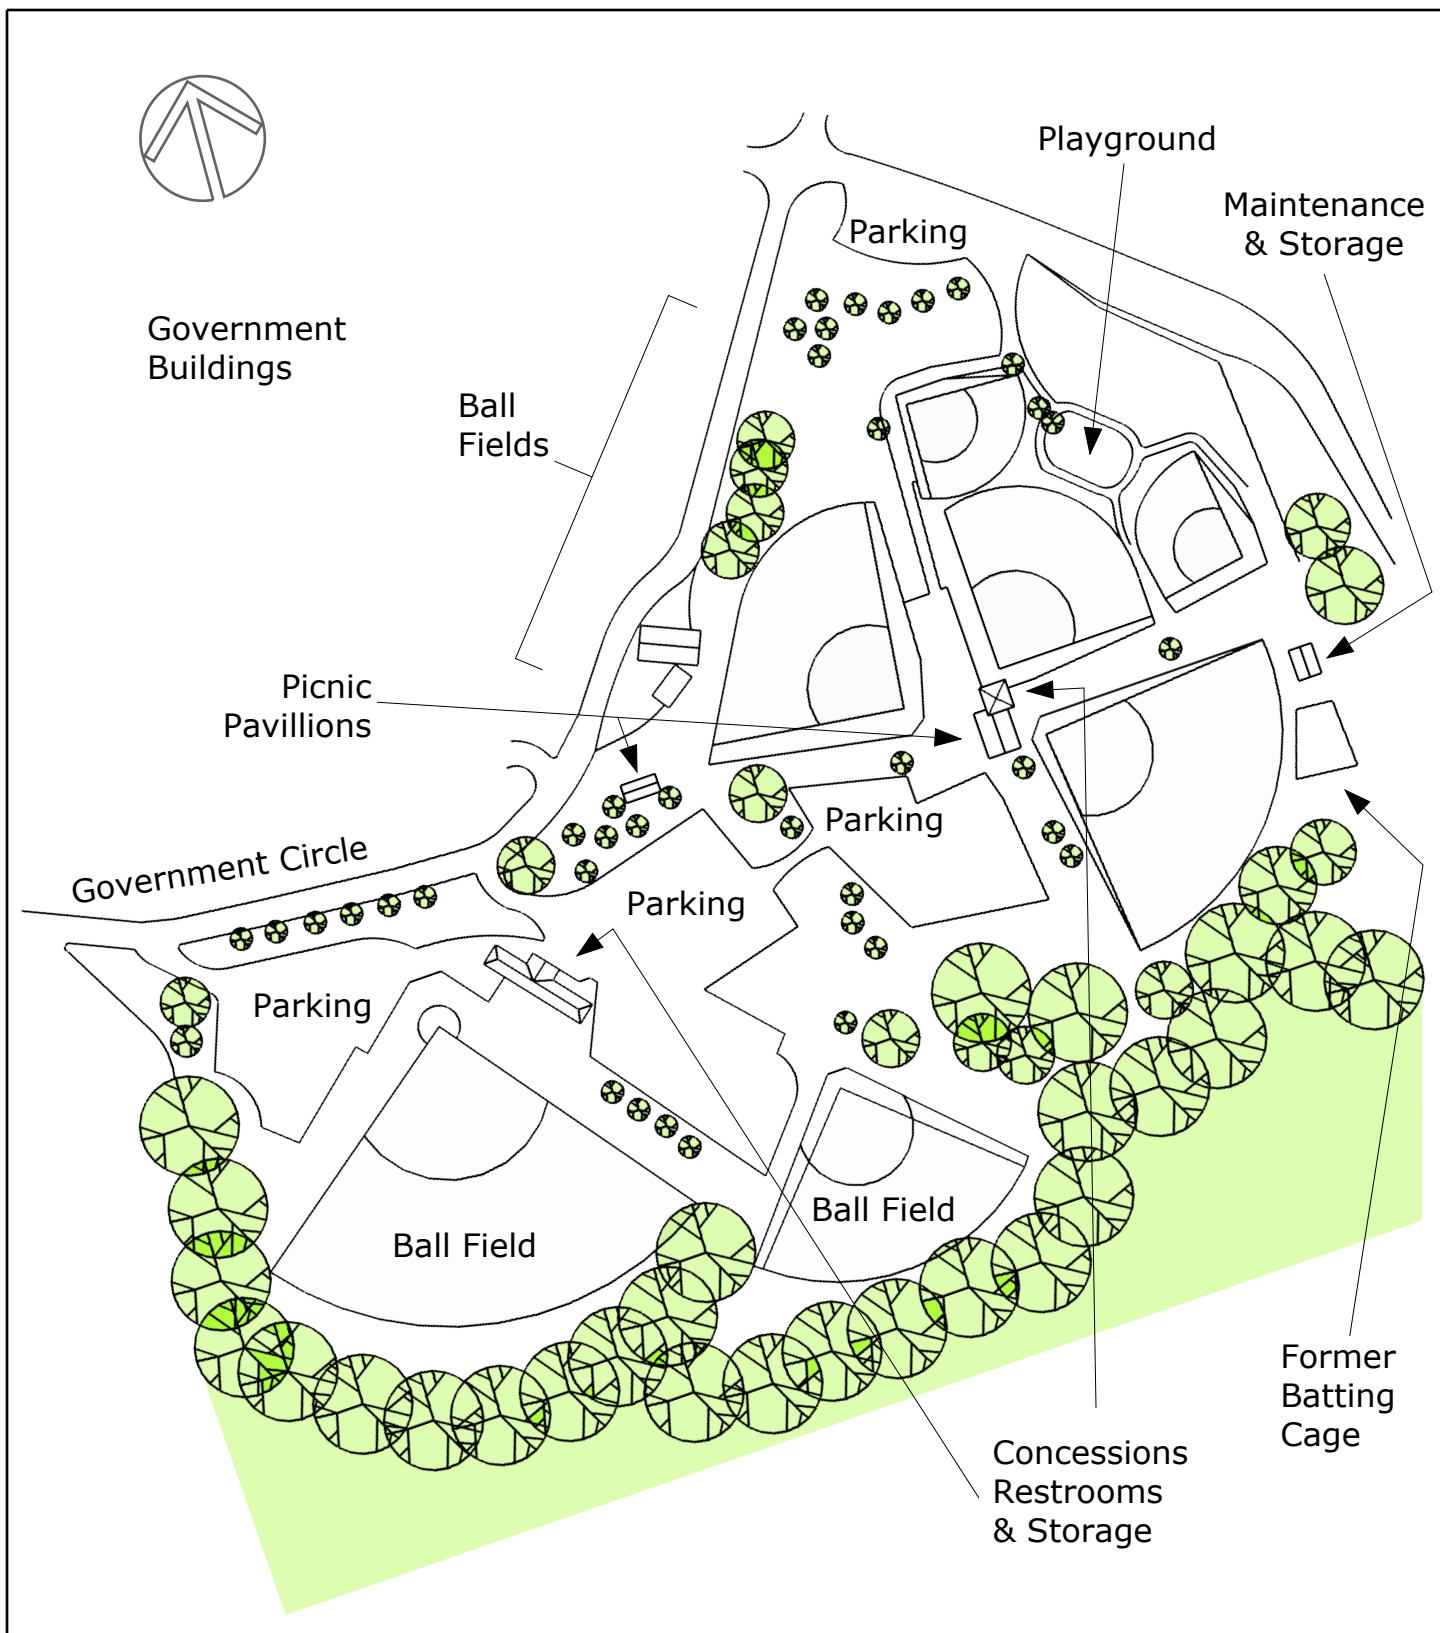 Playground
Maintenance
& Storage
Parking
Government
Buildings
Ball
Fields
Picnic
Pavillions
Parking
Government Circle
Parking
Parking
Ball Field
Ball Field
Former
Batting
Cage
Concessions
Restrooms
& Storage